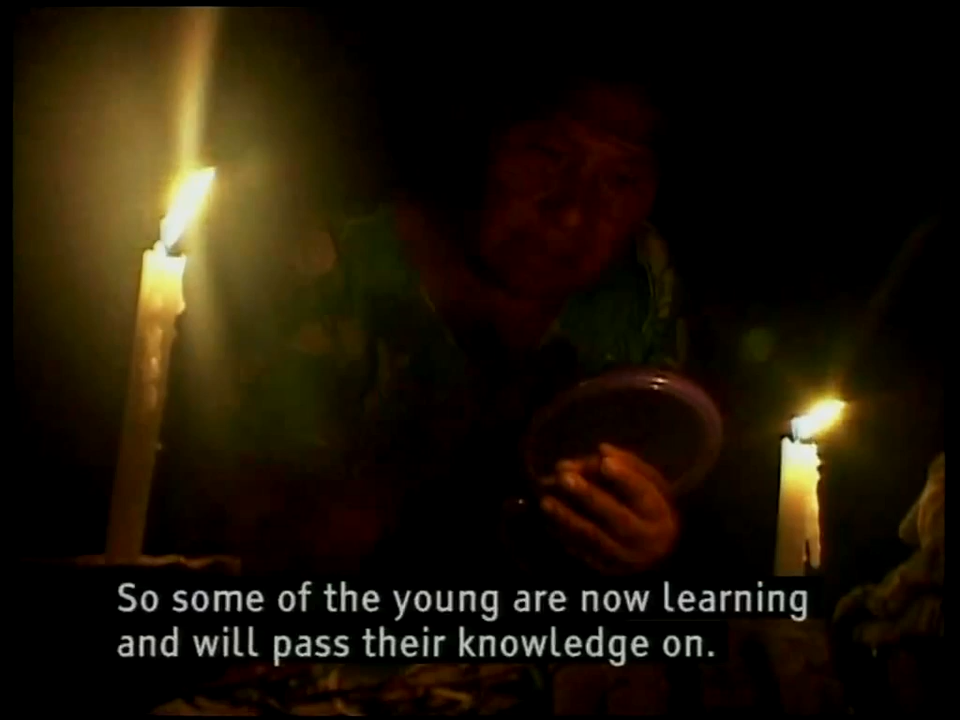 So some of the young are now learning
and will pass their knowledge on.